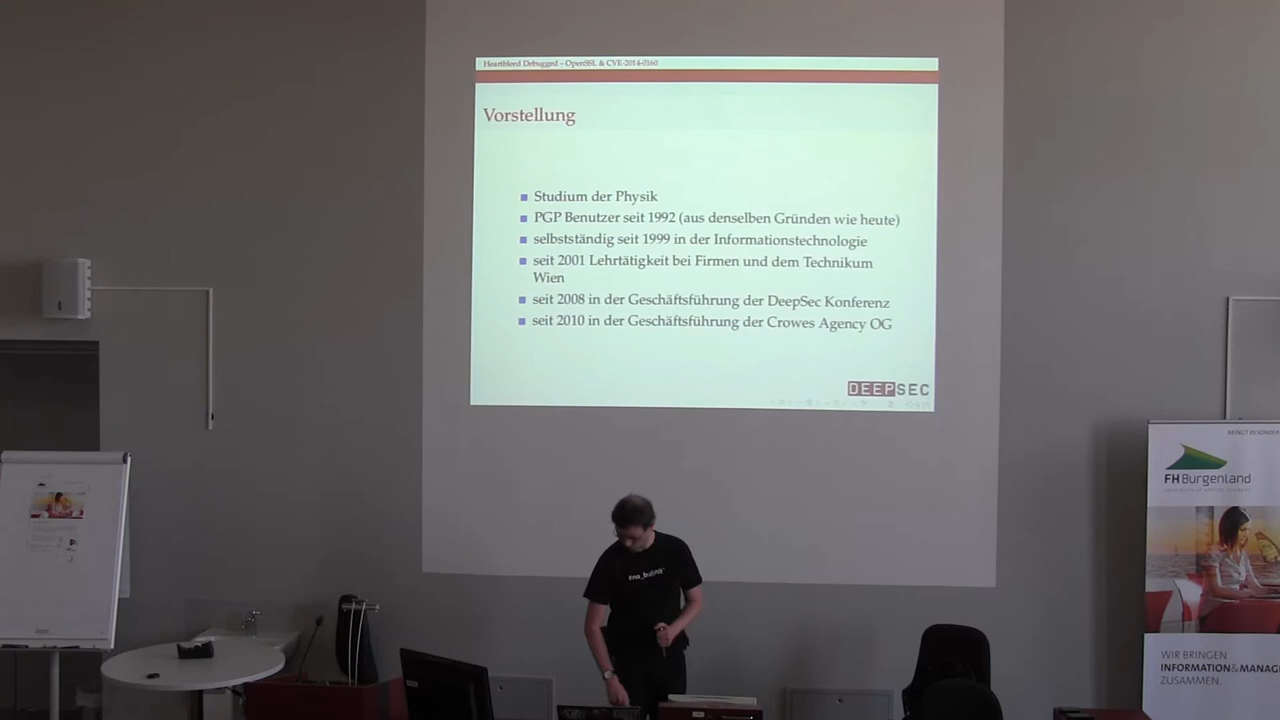 Heartbleed Debugged – OpenSSL & CVE-2014-0160
Vorstellung
Studium der Physik
PGP Benutzer seit 1992 (aus denselben Gründen wie heute)
selbstständig seit 1999 in der Informationstechnologie
seit 2001 Lehrtätigkeit bei Firmen und dem Technikum
Wien
seit 2008 in der Geschäftsführung der DeepSec Konferenz
seit 2010 in der Geschäftsführung der Crowes Agency OG
DEEPSEC
BRINGT BESONDER
FH Burgenland
WIR BRINGEN
INFORMATION&MANAG
ZUSAMMEN.